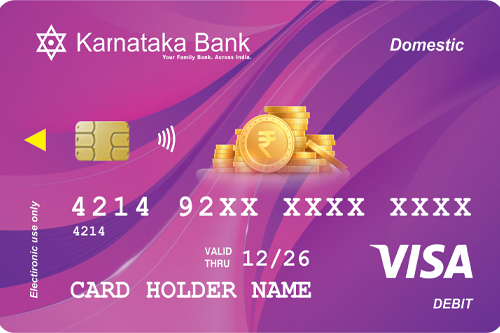 Karnataka Bank
Your Family Bank. Across India.
Domestic
₹
4214 92XX XXXX XXXX
4214
Electrionic use only
VALID
THRU
12/26
VISA
CARD HOLDER NAME
DEBIT